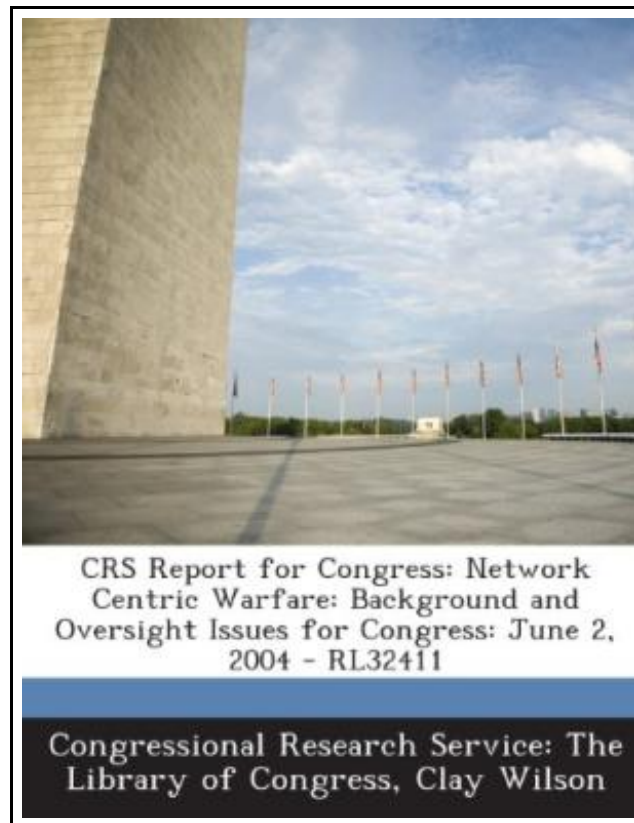 CRS Report for Congress: Network
Centric Warfare: Background and
Oversight Issues for Congress: June 2,
2004 - RL32411
Congressional Research Service: The
Library of Congress, Clay Wilson